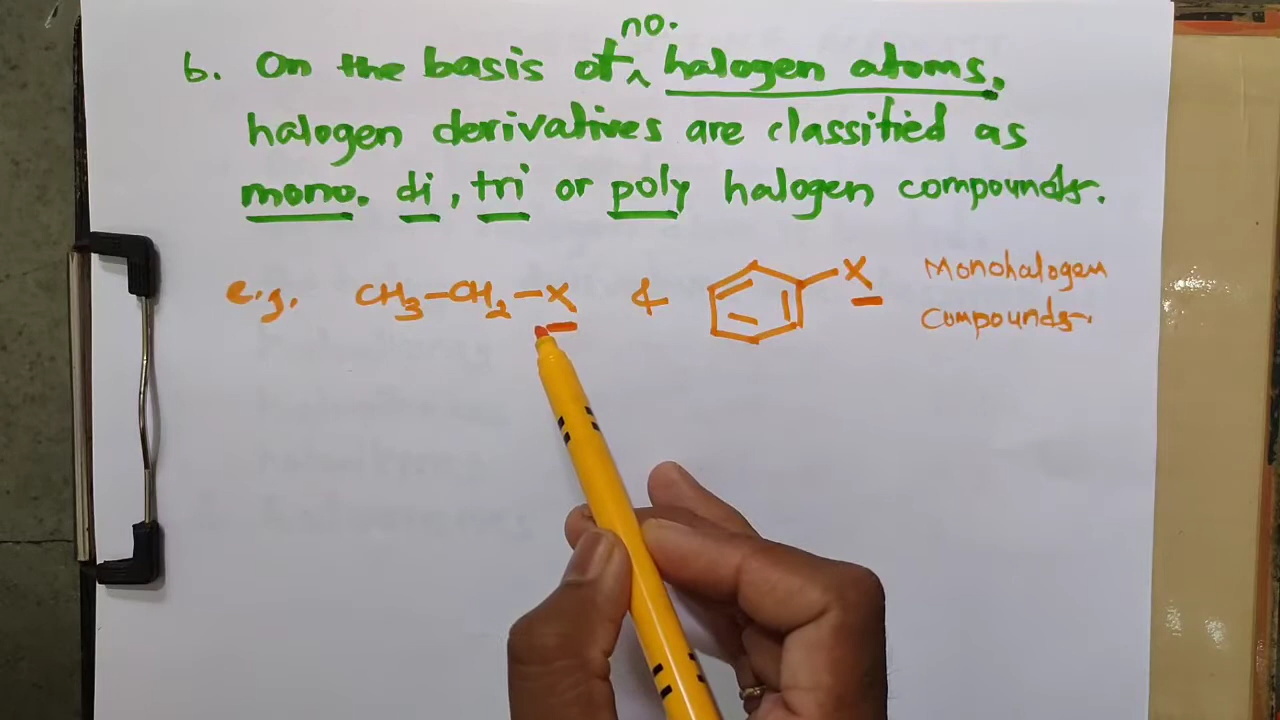 b. On the basis of no. halogen atoms,
halogen derivatives are classified as
mono. di, tri or poly halogen compounds.
e.g. CH3-CH2-X & X Monohalogen
compounds.